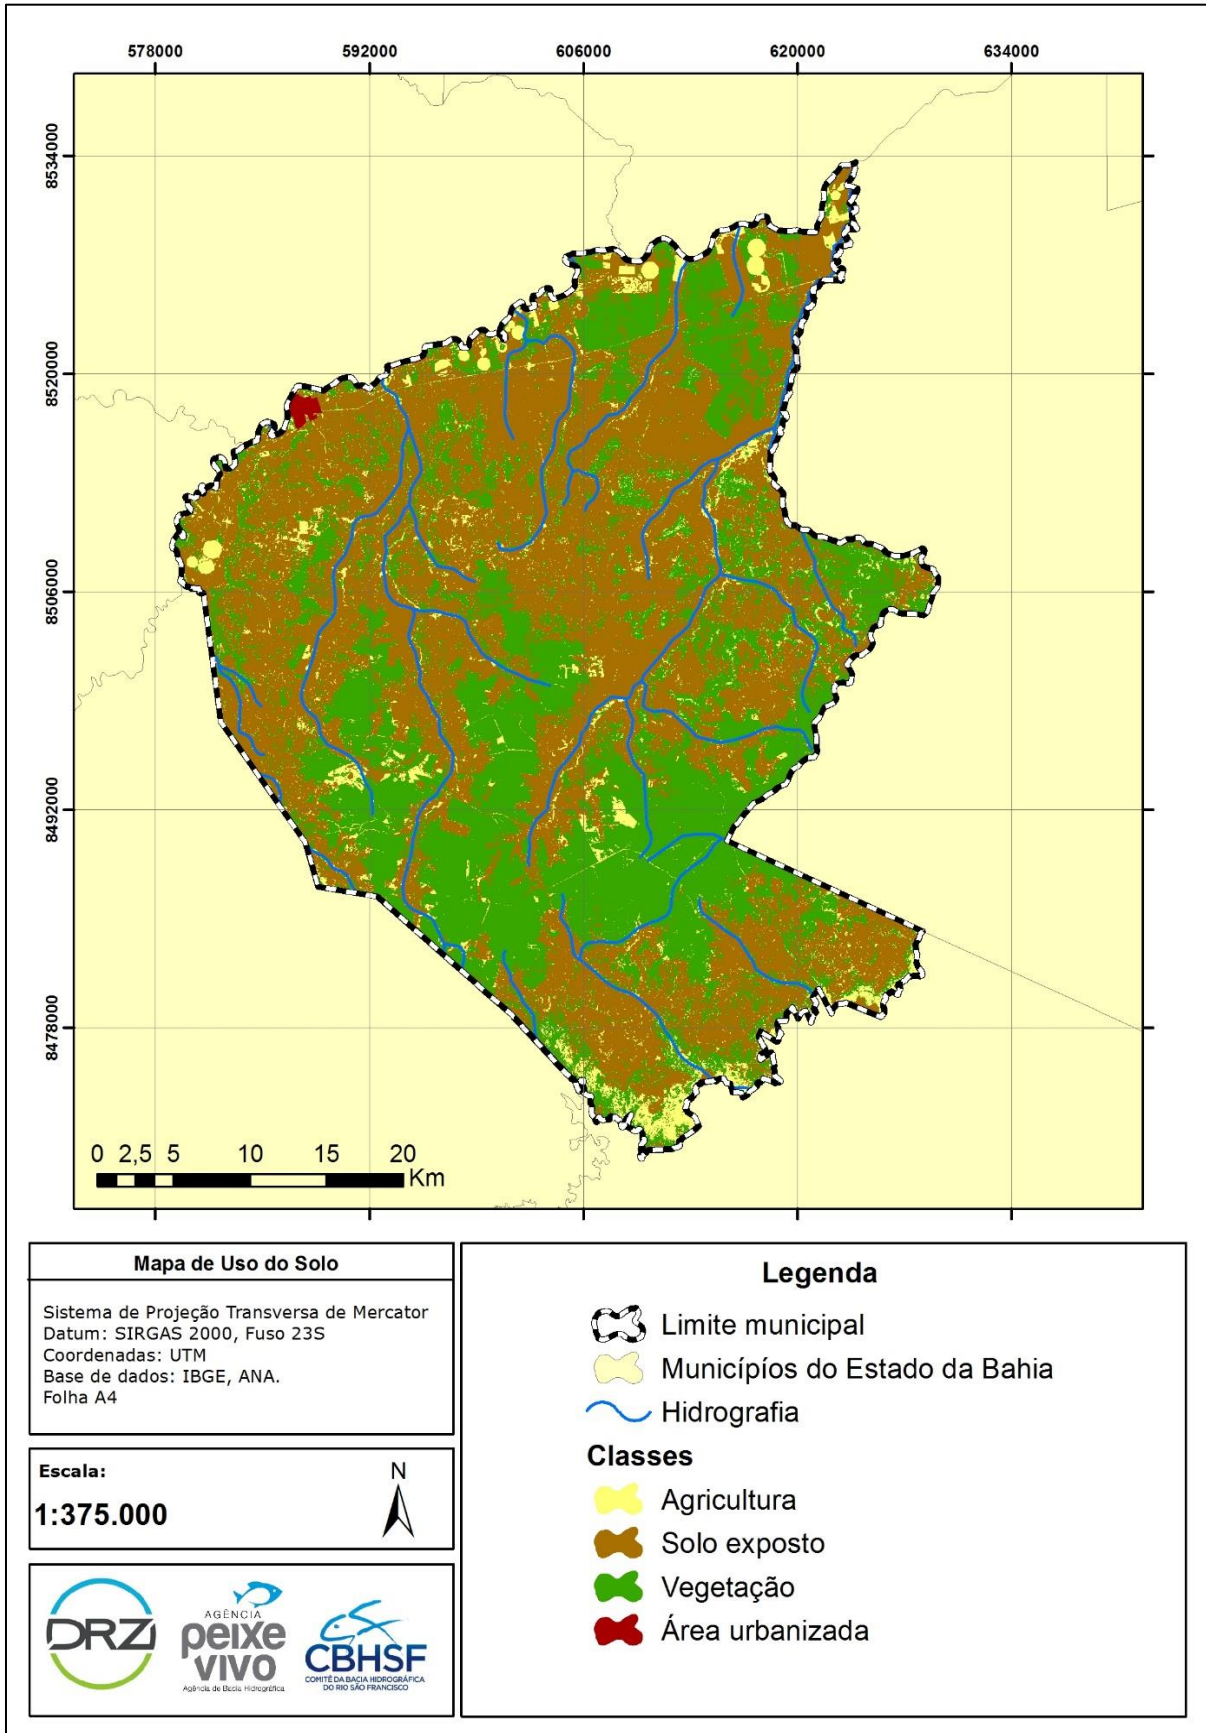 578000 592000 606000 620000 634000
8534000
8520000
8506000
8492000
8478000
0 2,5 5 10 15 20
Km
Mapa de Uso do Solo
Sistema de Projeção Transversa de Mercator
Datum: SIRGAS 2000, Fuso 23S
Coordenadas: UTM
Base de dados: IBGE, ANA.
Folha A4
Escala:
1:375.000
N
DRZ
AGÊNCIA
peixe
vivo
Agência de Bacia Hidrográfica
CBHSF
COMITÊ DA BACIA HIDROGRÁFICA
DO RIO SÃO FRANCISCO
Legenda
Limite municipal
Municípíos do Estado da Bahia
Hidrografia
Classes
Agricultura
Solo exposto
Vegetação
Área urbanizada